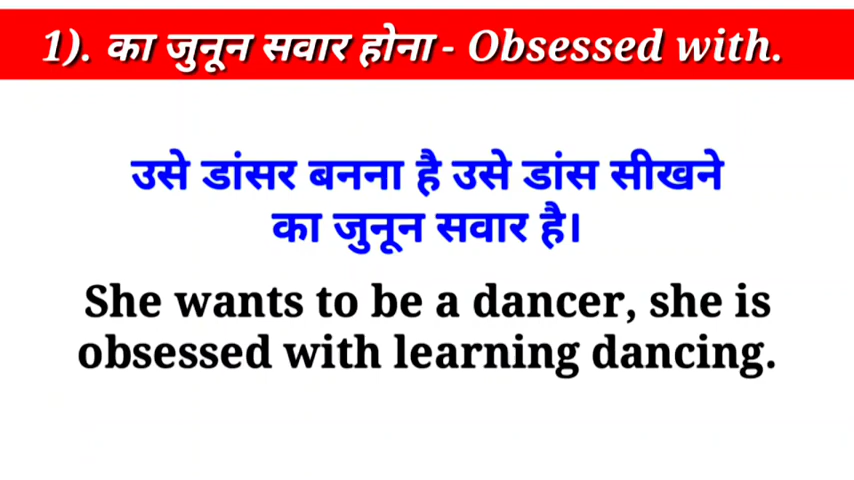 1). का जुनून सवार होना - Obsessed with.
उसे डांसर बनना है उसे डांस सीखने
का जुनून सवार है।
She wants to be a dancer, she is
obsessed with learning dancing.